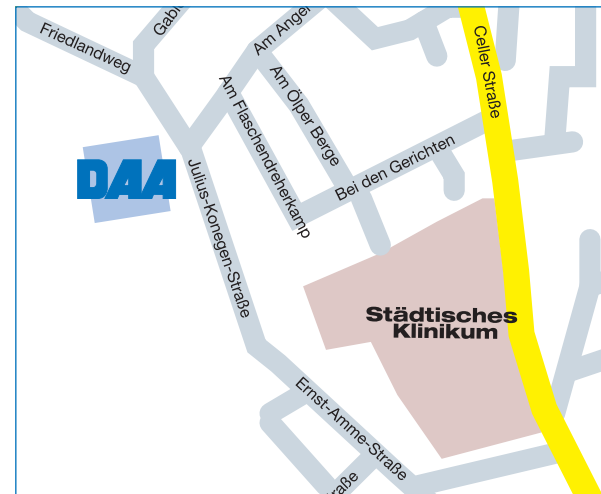 Friedlandweg
Am Anger
Celler Straße
Am Flaschendreherkamp
Am Ölper Berge
Bei den Gerichten
DAA
Julius-Konegen-Straße
Städtisches
Klinikum
Ernst-Amme-Straße